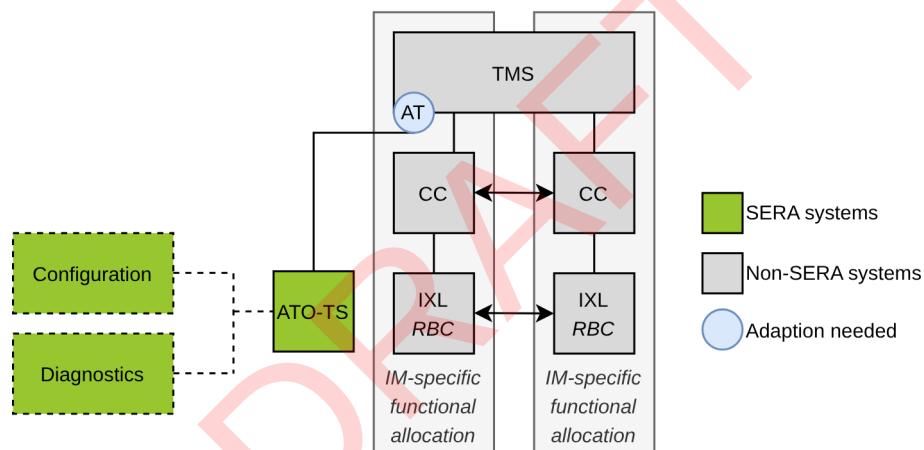 TMS
AT
CC
CC
SERA systems
Configuration
Non-SERA systems
ATO-TS
IXL
RBC
IXL
RBC
Adaption needed
Diagnostics
IM-specific
functional
allocation
IM-specific
functional
allocation
DRAFT